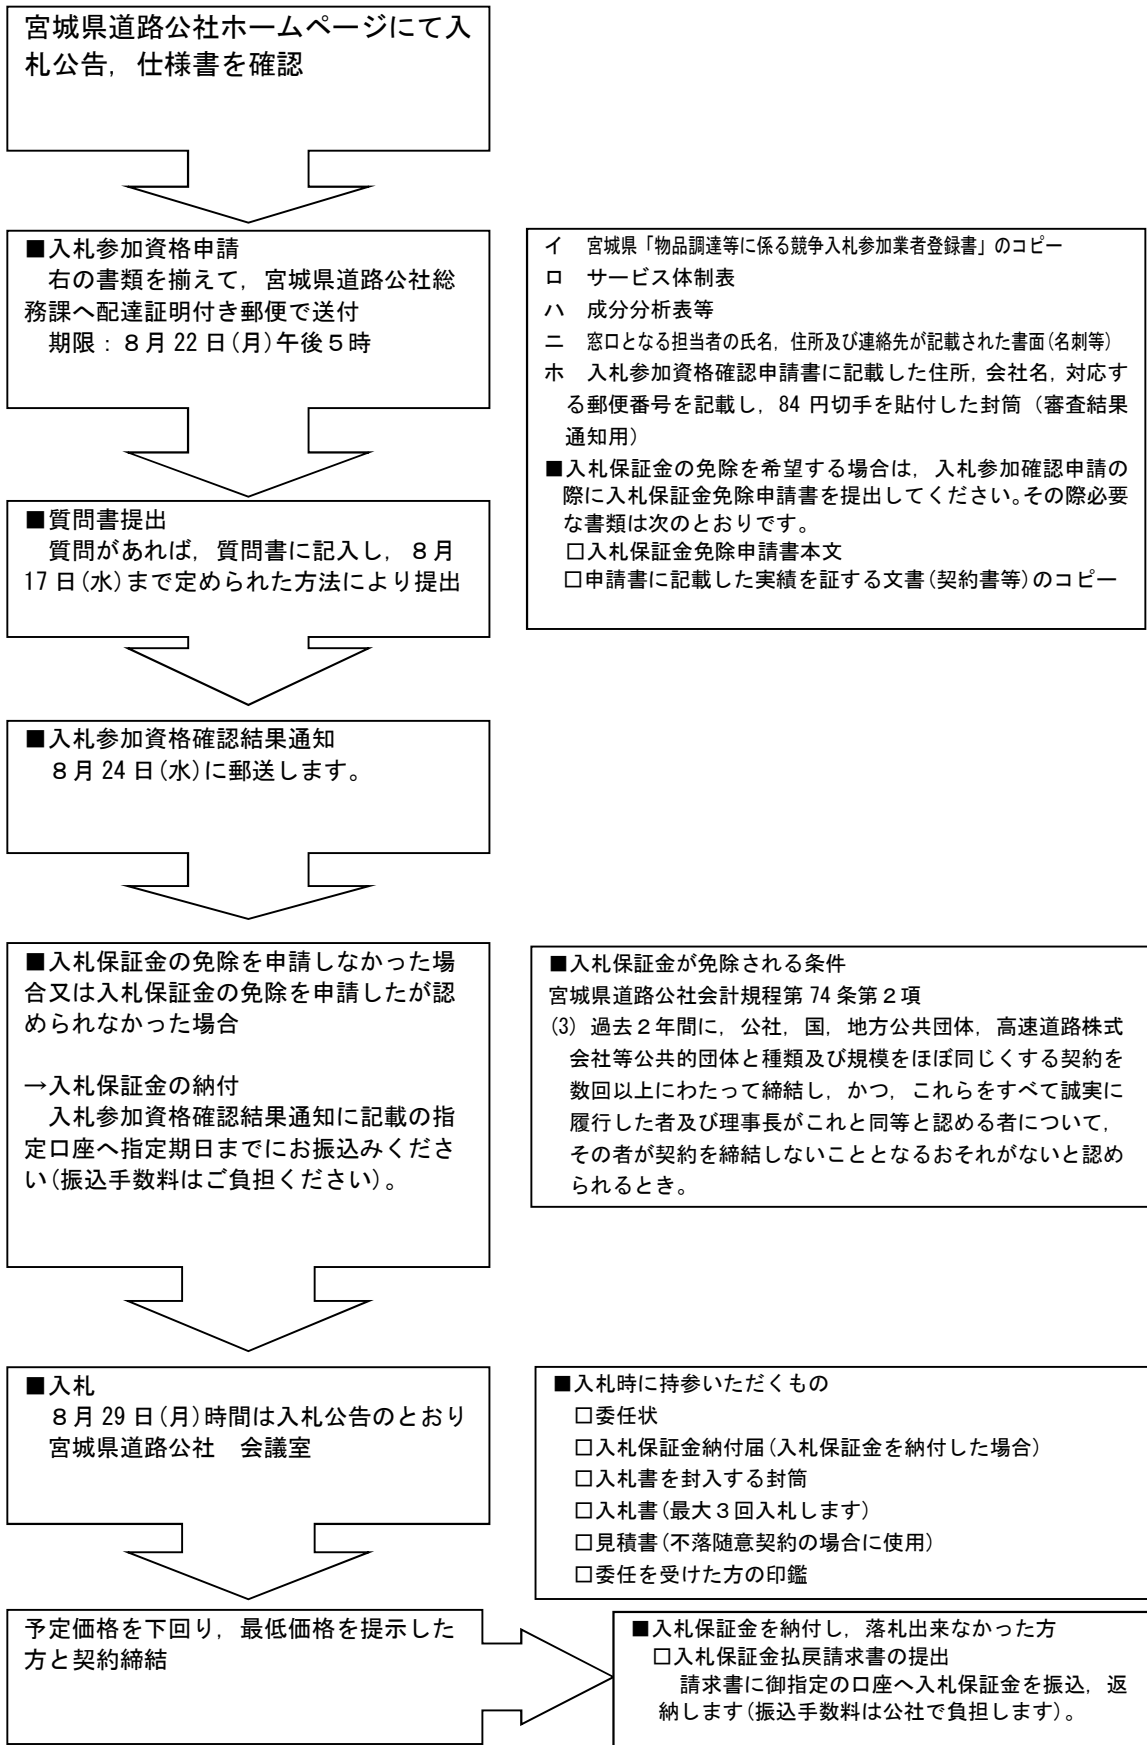 宮城県道路公社ホームページにて入
札公告，仕様書を確認
■入札参加資格申請
右の書類を揃えて，宮城県道路公社総
務課へ配達証明付き郵便で送付
期限：８月22日(月)午後５時
イ　宮城県「物品調達等に係る競争入札参加業者登録書」のコピー
ロ　サービス体制表
ハ　成分分析表等
ニ　窓口となる担当者の氏名，住所及び連絡先が記載された書面(名刺等)
ホ　入札参加資格確認申請書に記載した住所，会社名，対応す
る郵便番号を記載し，84円切手を貼付した封筒（審査結果
通知用）
■入札保証金の免除を希望する場合は，入札参加確認申請の
際に入札保証金免除申請書を提出してください。その際必要
な書類は次のとおりです。
□入札保証金免除申請書本文
□申請書に記載した実績を証する文書(契約書等)のコピー
■質問書提出
質問があれば，質問書に記入し，８月
17日(水)まで定められた方法により提出
■入札参加資格確認結果通知
８月24日(水)に郵送します。
■入札保証金の免除を申請しなかった場
合又は入札保証金の免除を申請したが認
められなかった場合
→入札保証金の納付
入札参加資格確認結果通知に記載の指
定口座へ指定期日までにお振込みくださ
い(振込手数料はご負担ください)。
■入札保証金が免除される条件
宮城県道路公社会計規程第74条第２項
(3) 過去２年間に，公社，国，地方公共団体，高速道路株式
会社等公共的団体と種類及び規模をほぼ同じくする契約を
数回以上にわたって締結し，かつ，これらをすべて誠実に
履行した者及び理事長がこれと同等と認める者について，
その者が契約を締結しないこととなるおそれがないと認め
られるとき。
■入札
８月29日(月)時間は入札公告のとおり
宮城県道路公社　会議室
■入札時に持参いただくもの
□委任状
□入札保証金納付届(入札保証金を納付した場合)
□入札書を封入する封筒
□入札書(最大３回入札します)
□見積書(不落随意契約の場合に使用)
□委任を受けた方の印鑑
予定価格を下回り，最低価格を提示した
方と契約締結
■入札保証金を納付し，落札出来なかった方
□入札保証金払戻請求書の提出
請求書に御指定の口座へ入札保証金を振込，返
納します(振込手数料は公社で負担します)。